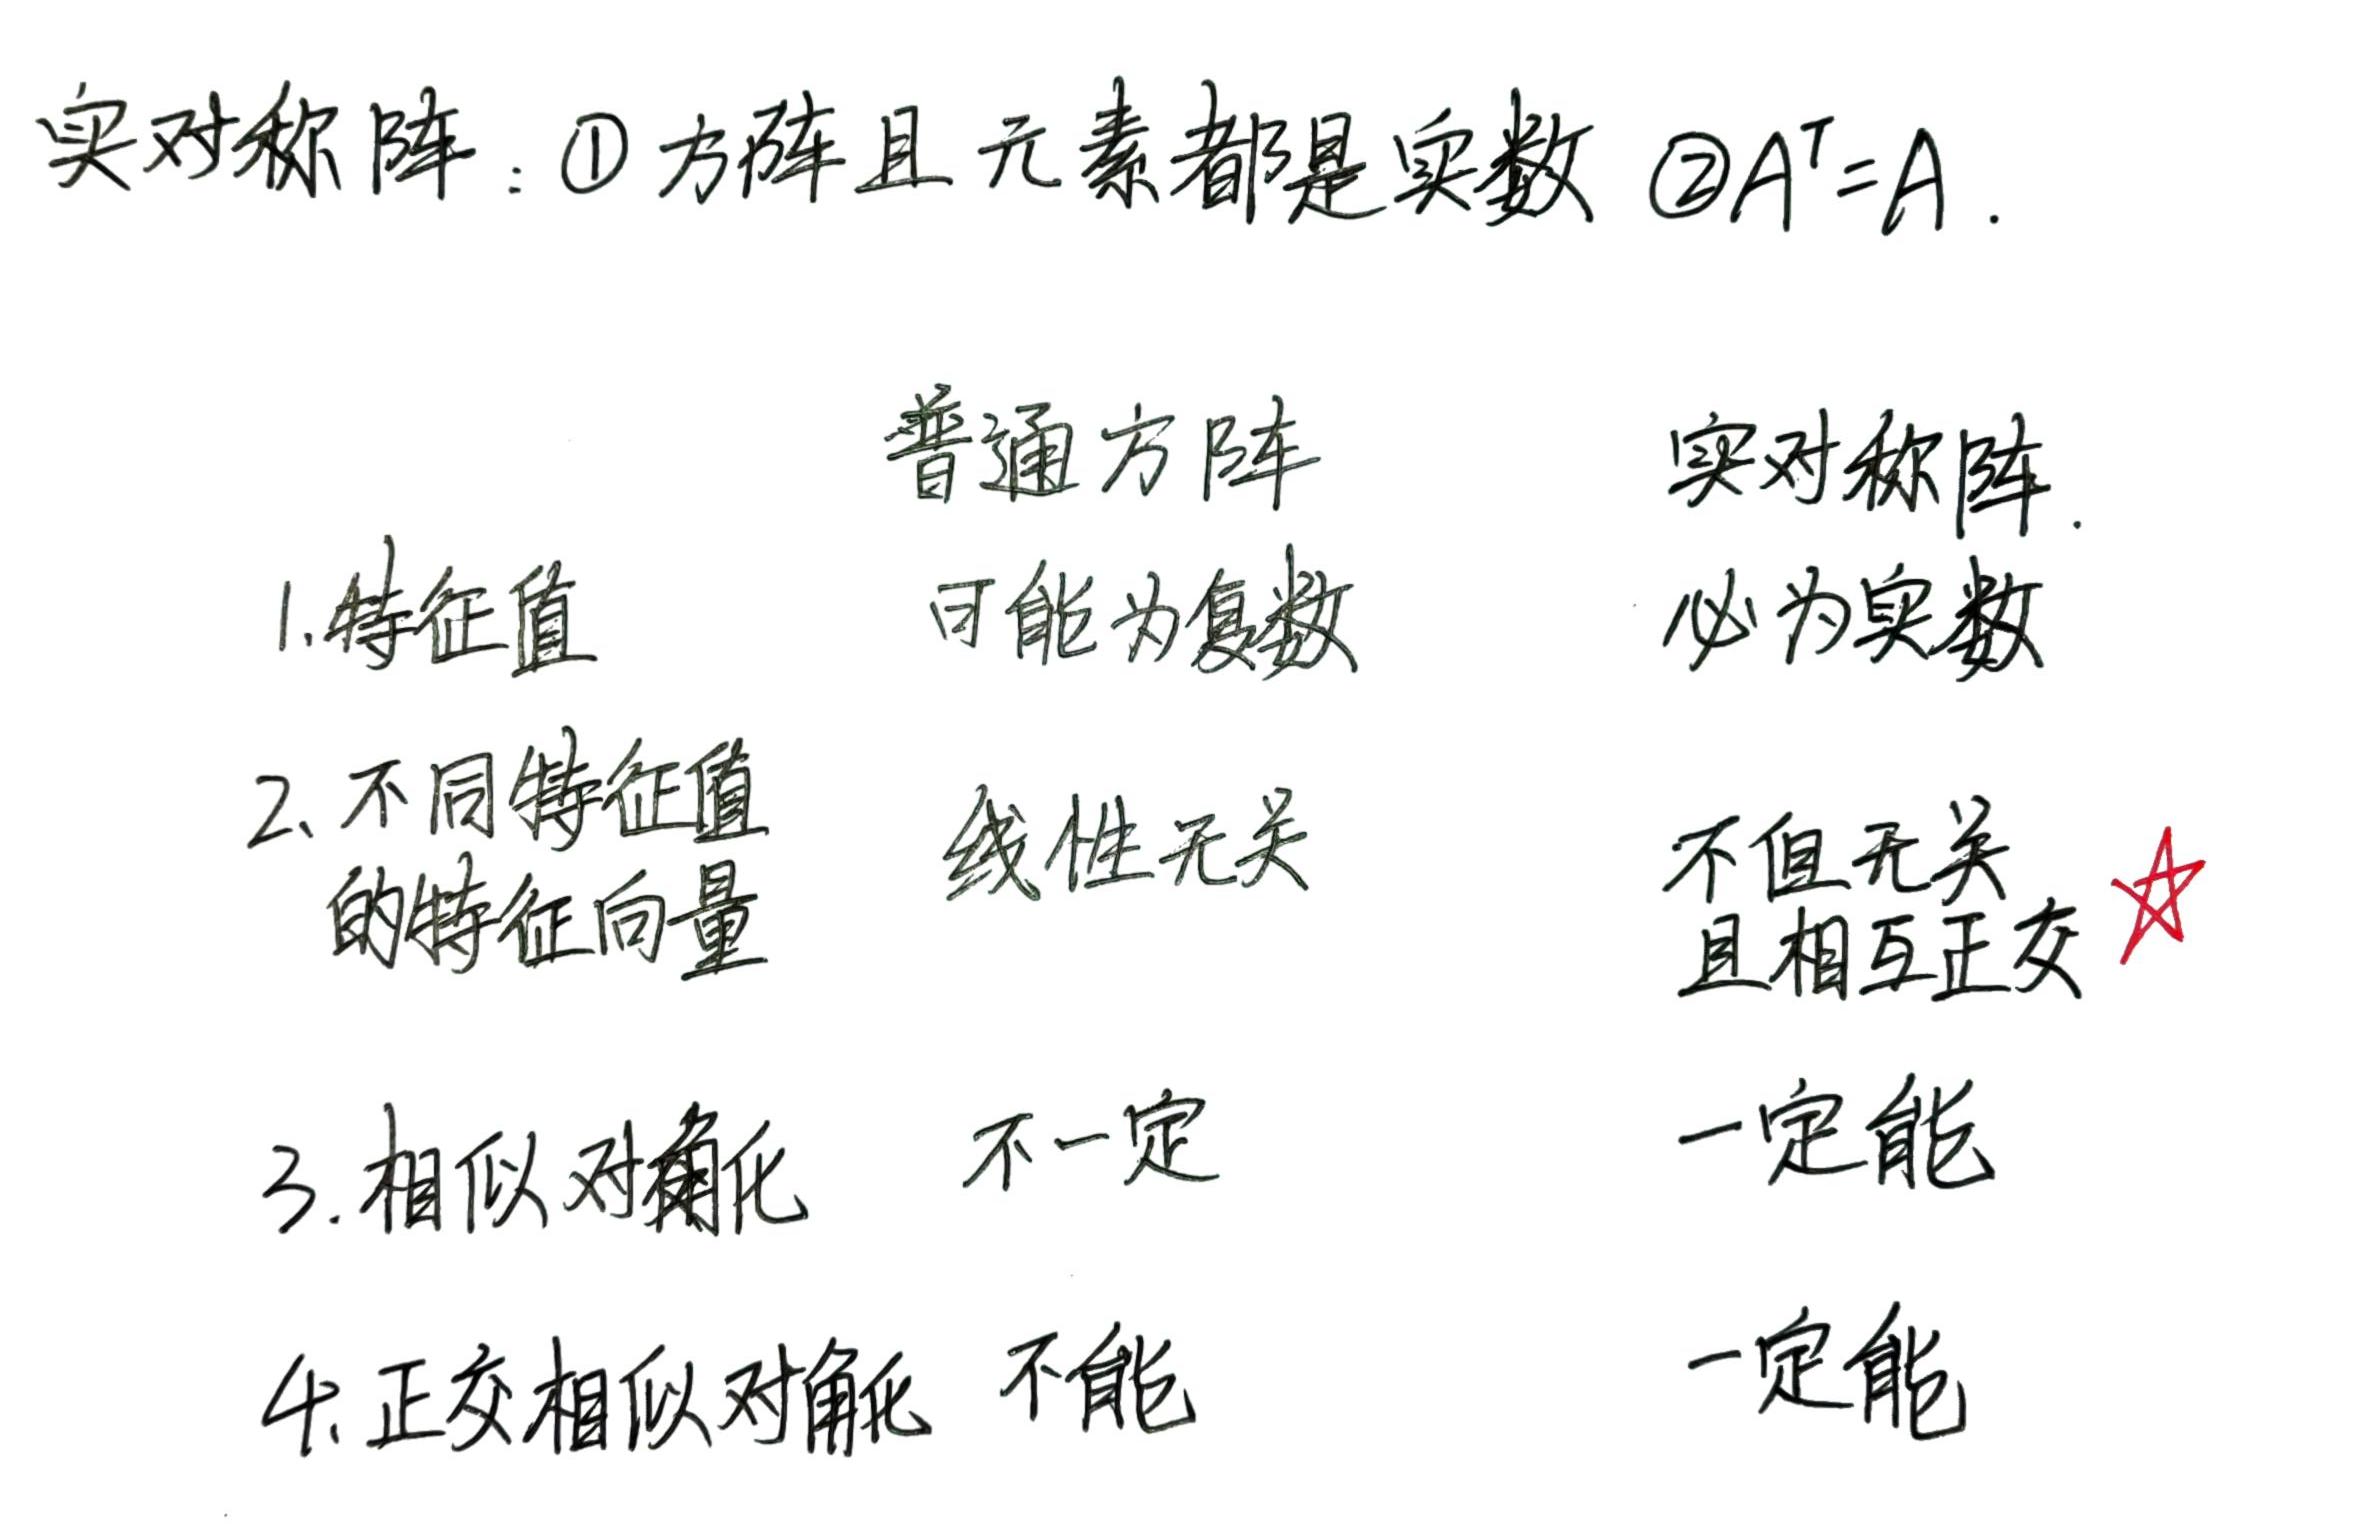 实对称阵：①方阵且元素都是实数 ②Aᵀ=A.
普通方阵 实对称阵.
1.特征值 可能为复数 必为实数
2、不同特征值
的特征向量 线性无关 不但无关
且相互正交
3.相似对角化 不一定 一定能
4.正交相似对角化 不能 一定能